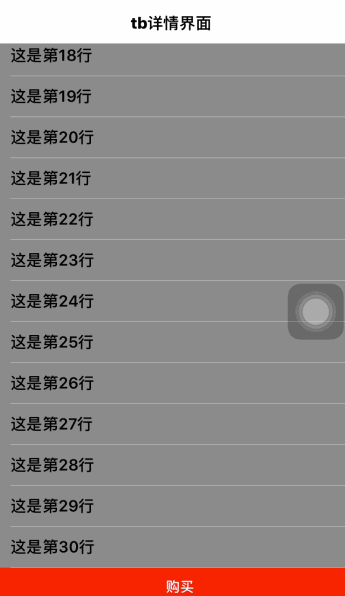 tb详情界面
这是第18行
这是第19行
这是第20行
这是第21行
这是第22行
这是第23行
这是第24行
这是第25行
这是第26行
这是第27行
这是第28行
这是第29行
这是第30行
购买